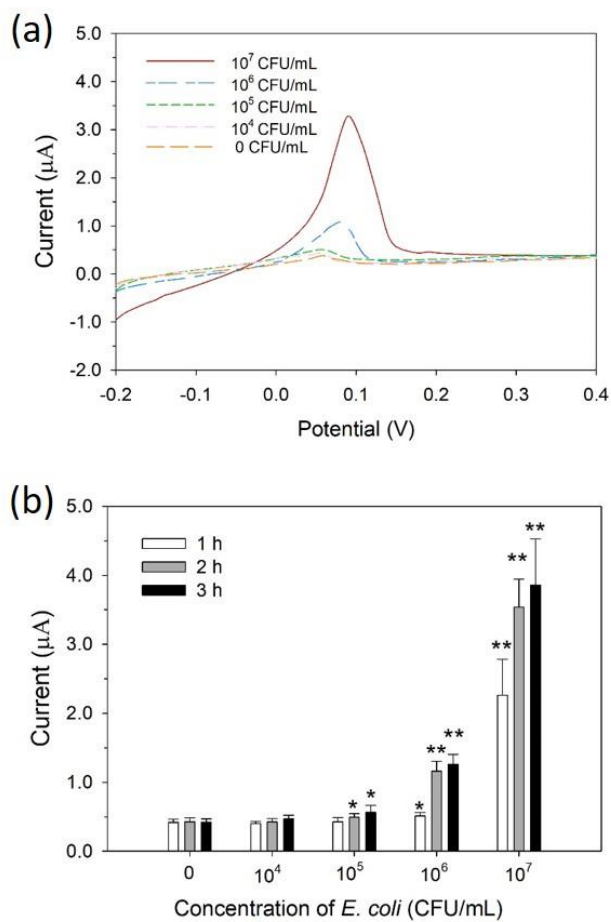 (a)
5.0
4.0
3.0
2.0
1.0
0.0
-1.0
-2.0
Current (μA)
10⁷ CFU/mL
10⁶ CFU/mL
10⁵ CFU/mL
10⁴ CFU/mL
0 CFU/mL
-0.2 -0.1 0.0 0.1 0.2 0.3 0.4
Potential (V)
(b)
5.0
4.0
3.0
2.0
1.0
0.0
Current (μA)
1 h
2 h
3 h
** ** **
* ** **
* *
0 10⁴ 10⁵ 10⁶ 10⁷
Concentration of E. coli (CFU/mL)